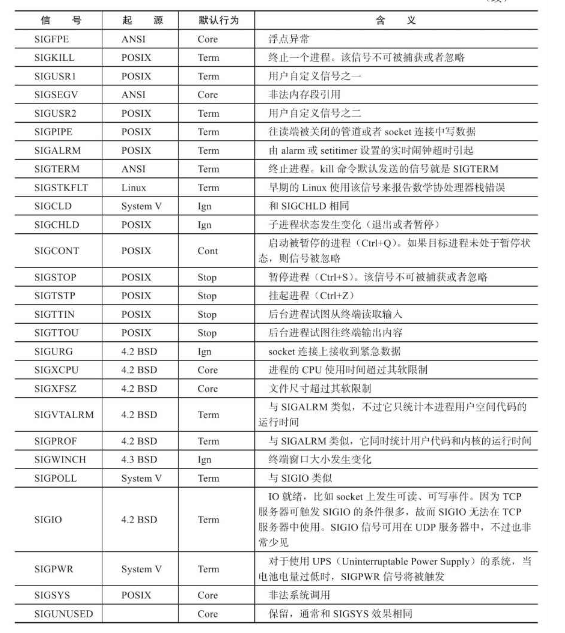 信 号 起 源 默认行为 含 义
SIGFPE ANSI Core 浮点异常
SIGKILL POSIX Term 终止一个进程。该信号不可被捕获或者忽略
SIGUSR1 POSIX Term 用户自定义信号之一
SIGSEGV ANSI Core 非法内存段引用
SIGUSR2 POSIX Term 用户自定义信号之二
SIGPIPE POSIX Term 往读端被关闭的管道或者 socket 连接中写数据
SIGALRM POSIX Term 由 alarm 或 setitimer 设置的实时闹钟超时引起
SIGTERM ANSI Term 终止进程。kill 命令默认发送的信号就是 SIGTERM
SIGSTKFLT Linux Term 早期的 Linux 使用该信号来报告数学协处理器栈错误
SIGCLD System V Ign 和 SIGCHLD 相同
SIGCHLD POSIX Ign 子进程状态发生变化（退出或者暂停）
SIGCONT POSIX Cont 启动被暂停的进程（Ctrl+Q）。如果目标进程未处于暂停状
态，则信号被忽略
SIGSTOP POSIX Stop 暂停进程（Ctrl+S）。该信号不可被捕获或者忽略
SIGTSTP POSIX Stop 挂起进程（Ctrl+Z）
SIGTTIN POSIX Stop 后台进程试图从终端读取输入
SIGTTOU POSIX Stop 后台进程试图往终端输出内容
SIGURG 4.2 BSD Ign socket 连接上接收到紧急数据
SIGXCPU 4.2 BSD Core 进程的 CPU 使用时间超过其软限制
SIGXFSZ 4.2 BSD Core 文件尺寸超过其软限制
SIGVTALRM 4.2 BSD Term 与 SIGALRM 类似，不过它只统计本进程用户空间代码的
运行时间
SIGPROF 4.2 BSD Term 与 SIGALRM 类似，它同时统计用户代码和内核的运行时间
SIGWINCH 4.3 BSD Ign 终端窗口大小发生变化
SIGPOLL System V Term 与 SIGIO 类似
SIGIO 4.2 BSD Term IO 就绪，比如 socket 上发生可读、可写事件。因为 TCP
服务器可触发 SIGIO 的条件很多，故而 SIGIO 无法在 TCP
服务器中使用。SIGIO 信号可用在 UDP 服务器中，不过也非
常少见
SIGPWR System V Term 对于使用 UPS（Uninterruptable Power Supply）的系统，当
电池电量过低时，SIGPWR 信号将被触发
SIGSYS POSIX Core 非法系统调用
SIGUNUSED Core 保留，通常和 SIGSYS 效果相同